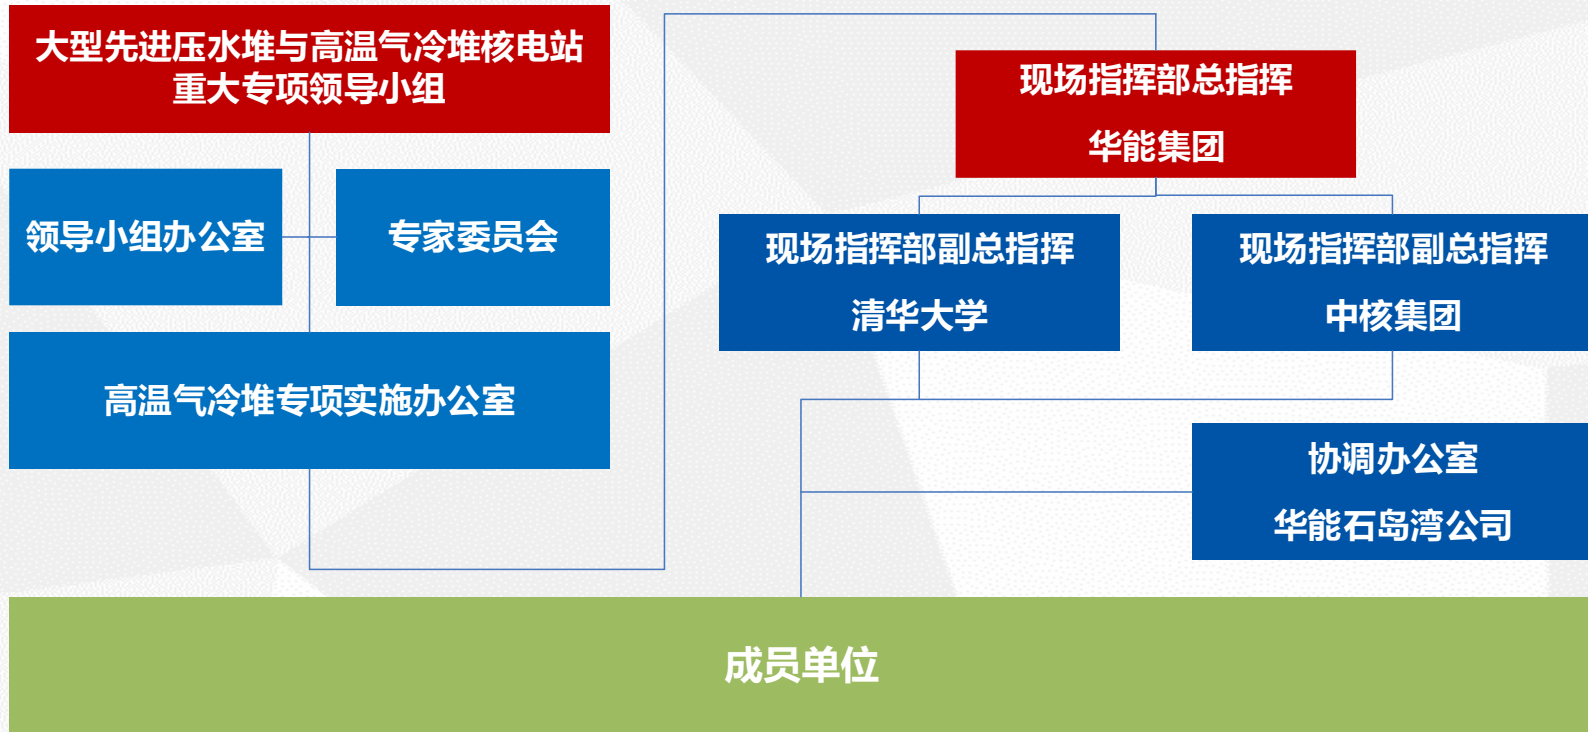 大型先进压水堆与高温气冷堆核电站
重大专项领导小组
领导小组办公室
专家委员会
高温气冷堆专项实施办公室
现场指挥部总指挥
华能集团
现场指挥部副总指挥
清华大学
现场指挥部副总指挥
中核集团
协调办公室
华能石岛湾公司
成员单位